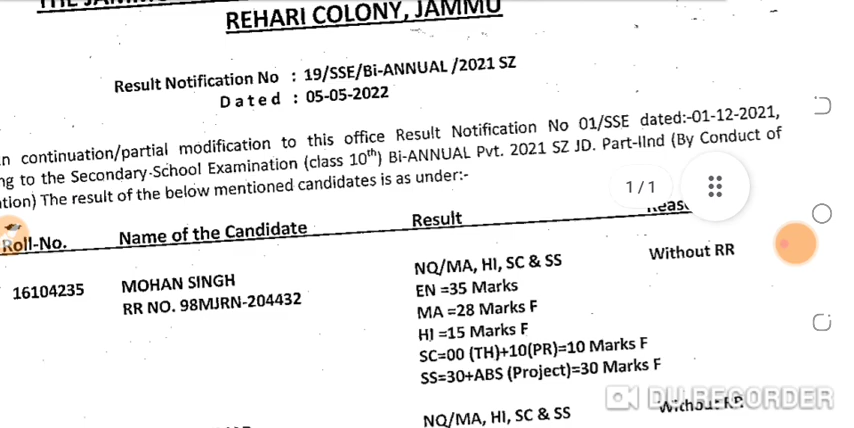 REHARI COLONY, JAMMU
Result Notification No : 19/SSE/Bi-ANNUAL /2021 SZ
Dated : 05-05-2022
n continuation/partial modification to this office Result Notification No 01/SSE dated:-01-12-2021,
ng to the Secondary-School Examination (class 10th) Bi-ANNUAL Pvt. 2021 SZ JD. Part-IInd (By Conduct of
tion) The result of the below mentioned candidates is as under:-
1/1
Roll-No. Name of the Candidate Result
16104235 MOHAN SINGH NQ/MA, HI, SC & SS Without RR
RR NO. 98MJRN-204432 EN =35 Marks
MA =28 Marks F
HI =15 Marks F
SC=00 (TH)+10(PR)=10 Marks F
SS=30+ABS (Project)=30 Marks F
DU RECORDER
NQ/MA, HI, SC & SS Without RR